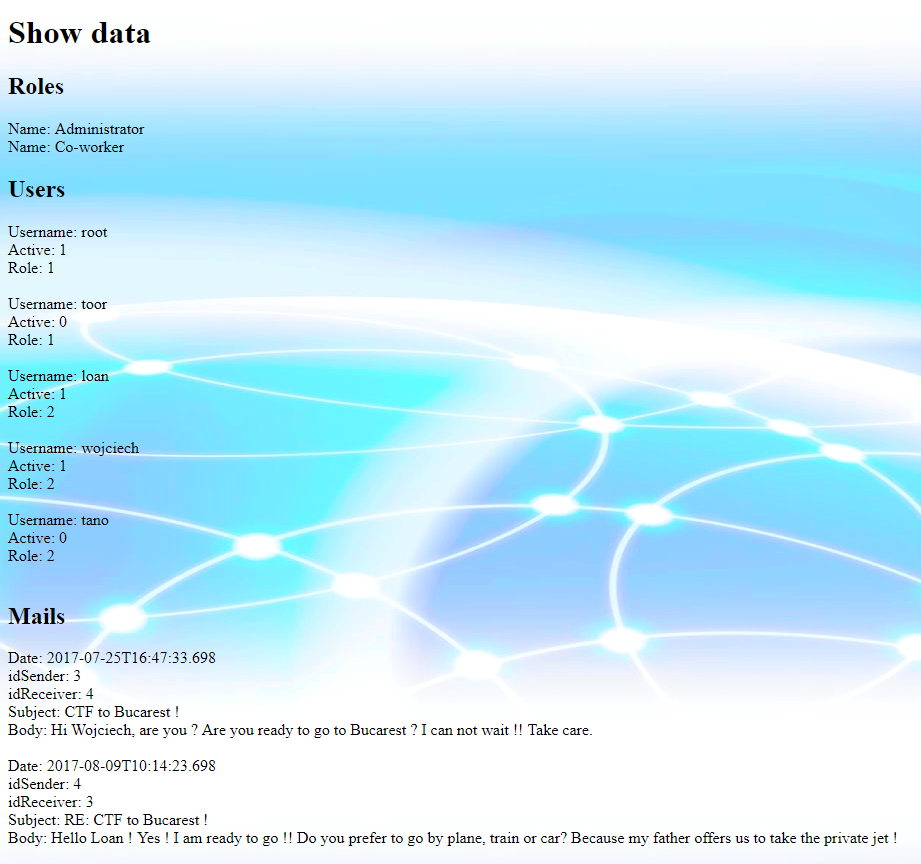 Show data
Roles
Name: Administrator
Name: Co-worker
Users
Username: root
Active: 1
Role: 1
Username: toor
Active: 0
Role: 1
Username: loan
Active: 1
Role: 2
Username: wojciech
Active: 1
Role: 2
Username: tano
Active: 0
Role: 2
Mails
Date: 2017-07-25T16:47:33.698
idSender: 3
idReceiver: 4
Subject: CTF to Bucarest !
Body: Hi Wojciech, are you ? Are you ready to go to Bucarest ? I can not wait !! Take care.
Date: 2017-08-09T10:14:23.698
idSender: 4
idReceiver: 3
Subject: RE: CTF to Bucarest !
Body: Hello Loan ! Yes ! I am ready to go !! Do you prefer to go by plane, train or car? Because my father offers us to take the private jet !